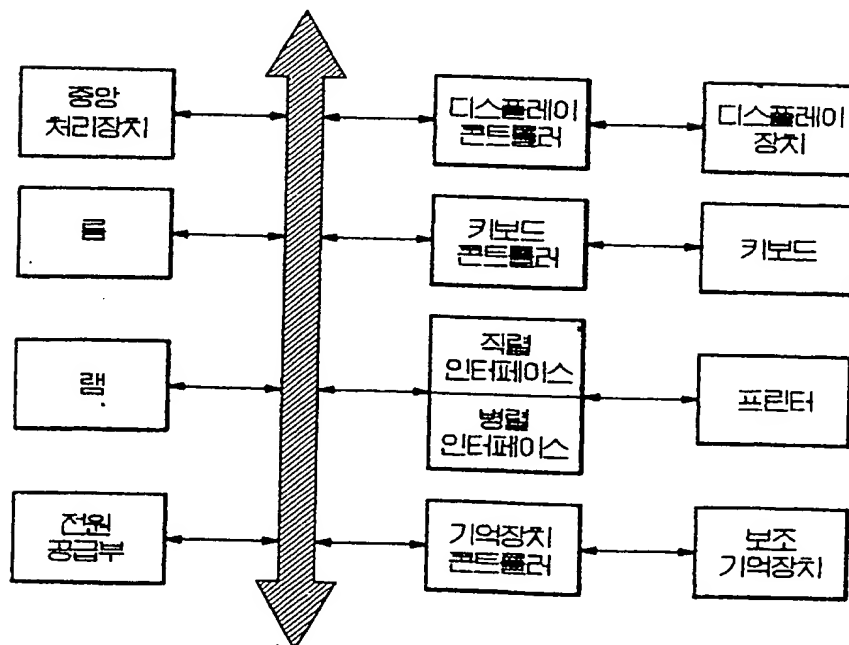 중앙
처리장치
디스플레이
콘트롤러
디스플레이
장치
롬
키보드
콘트롤러
키보드
램
직렬
인터페이스
병렬
인터페이스
프린터
전원
공급부
기억장치
콘트롤러
보조
기억장치